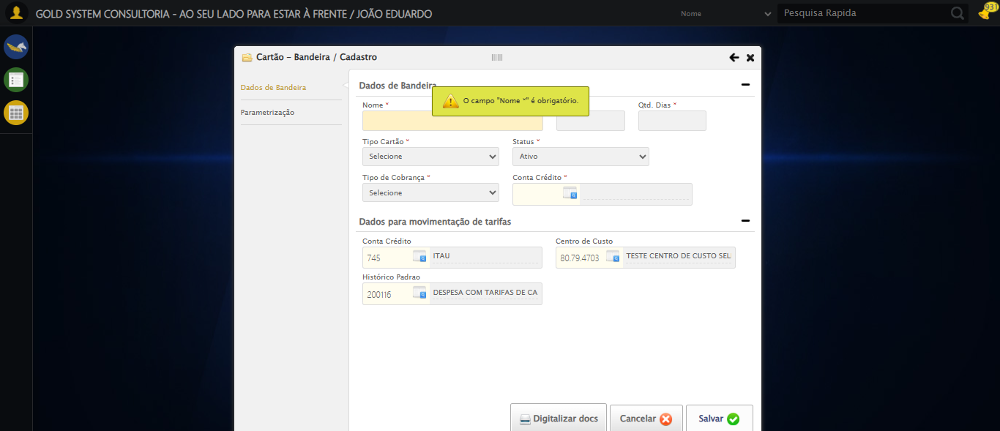 GOLD SYSTEM CONSULTORIA - AO SEU LADO PARA ESTAR À FRENTE / JOÃO EDUARDO
Nome
Pesquisa Rapida
931
Cartão - Bandeira / Cadastro
Dados de Bandeira
Parametrização
Dados de Bandeira
O campo "Nome *" é obrigatório.
Nome *
Qtd. Dias *
Tipo Cartão *
Status *
Selecione
Ativo
Tipo de Cobrança *
Conta Crédito *
Selecione
Dados para movimentação de tarifas
Conta Crédito
Centro de Custo
745
ITAU
80.79.4703
TESTE CENTRO DE CUSTO SEL
Histórico Padrao
200116
DESPESA COM TARIFAS DE CA
Digitalizar docs
Cancelar
Salvar